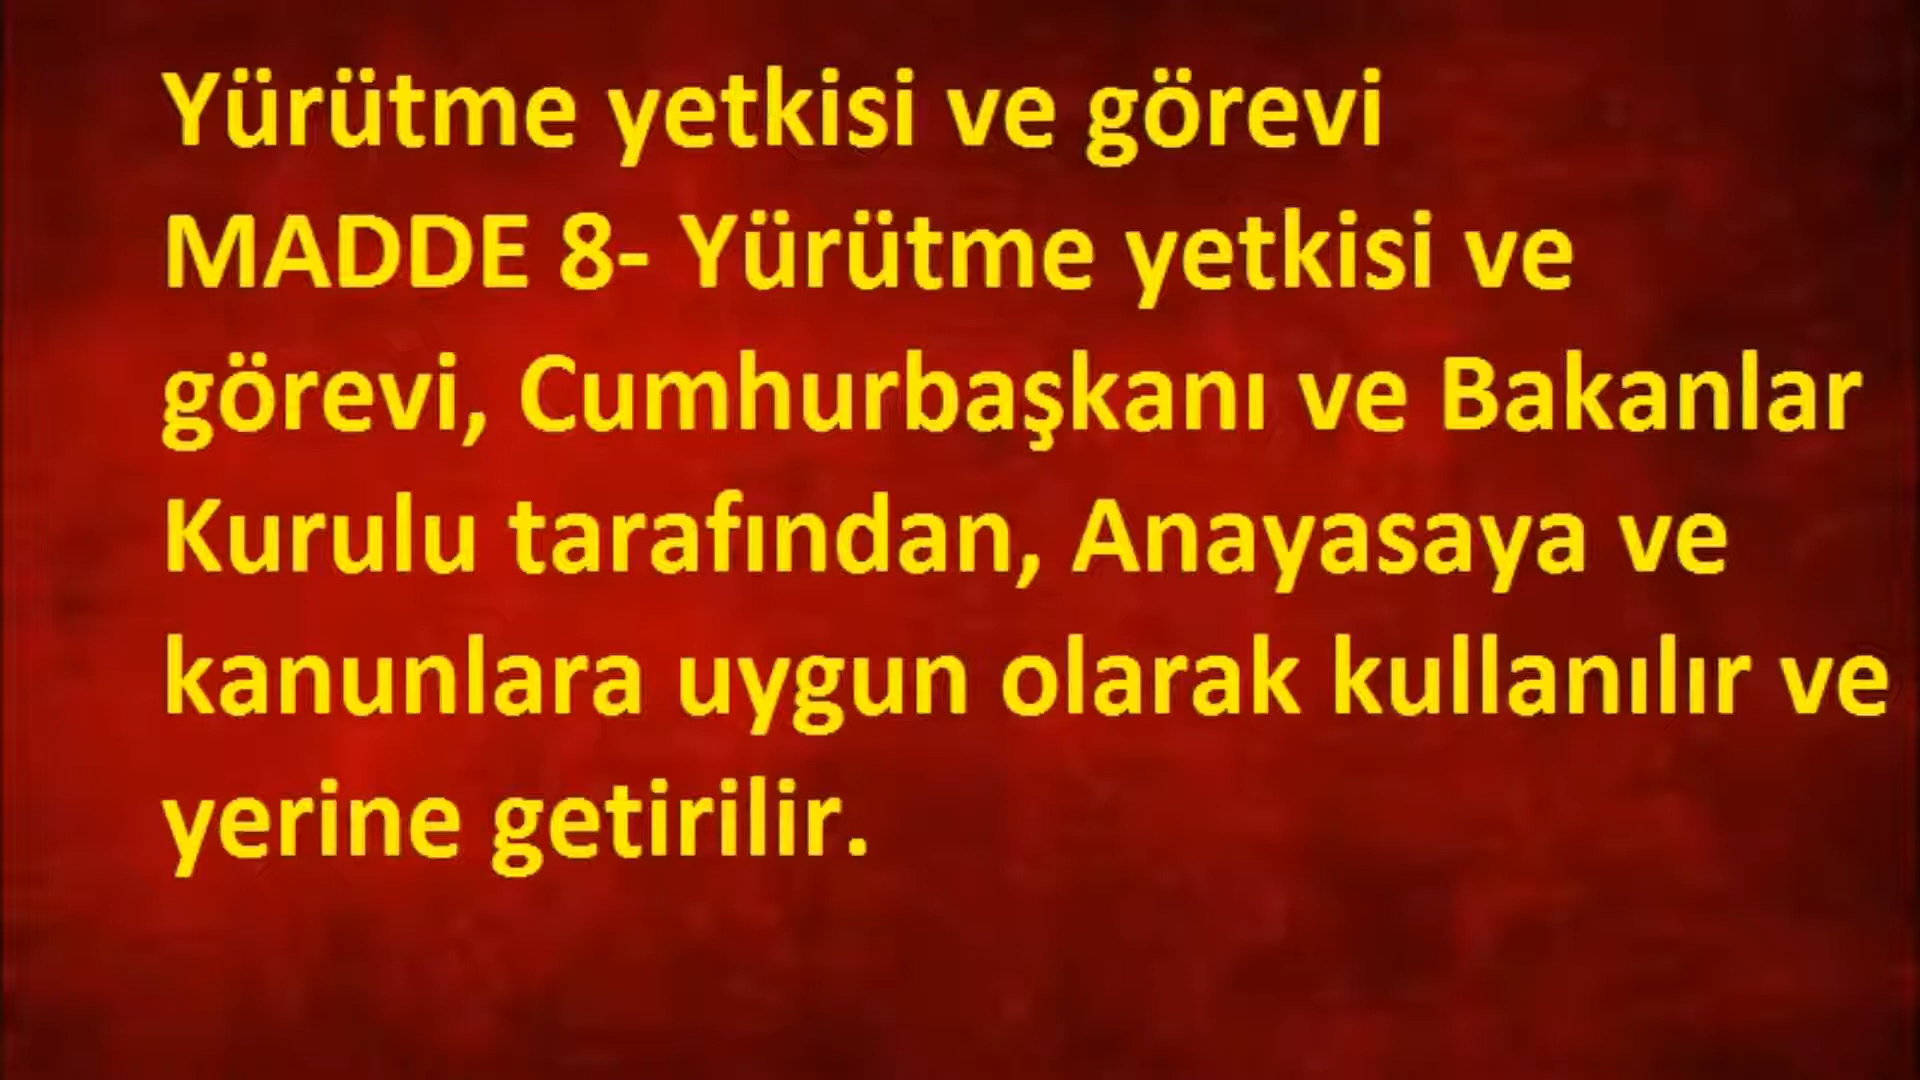 Yürütme yetkisi ve görevi
MADDE 8- Yürütme yetkisi ve
görevi, Cumhurbaşkanı ve Bakanlar
Kurulu tarafından, Anayasaya ve
kanunlara uygun olarak kullanılır ve
yerine getirilir.